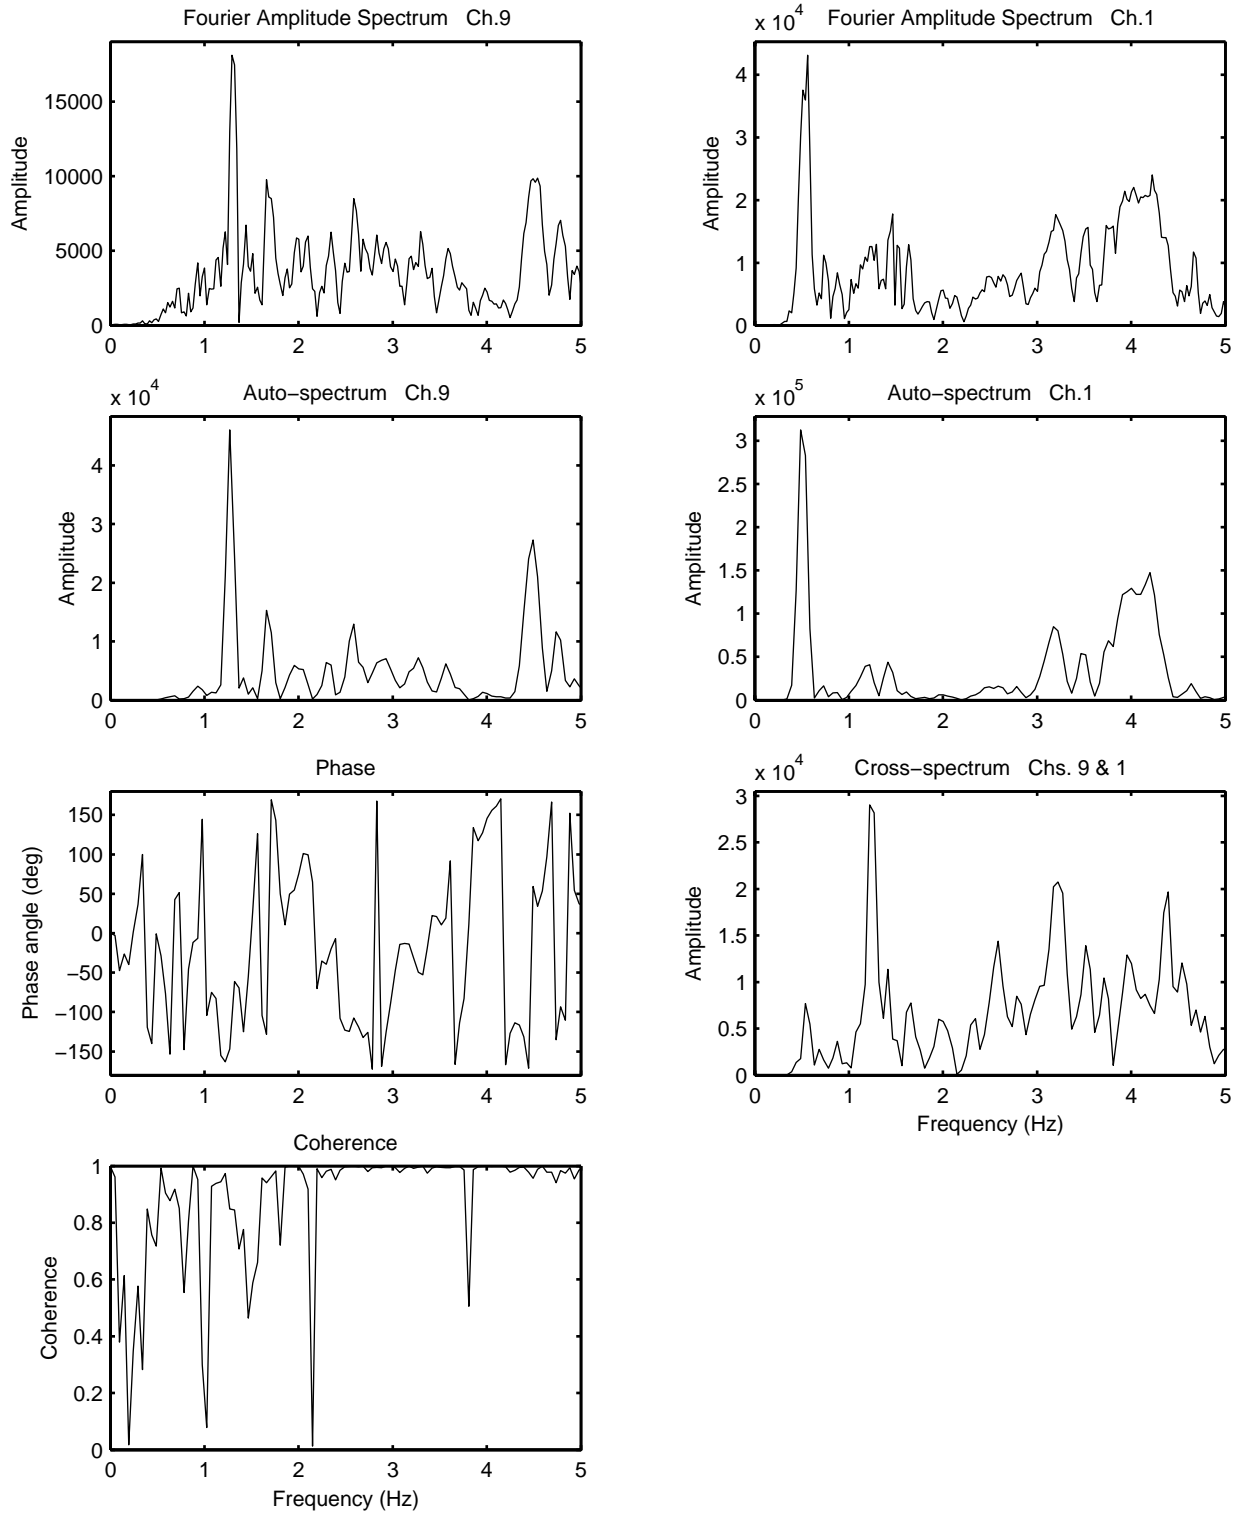 Fourier Amplitude Spectrum Ch.9
Amplitude
15000
10000
5000
0
0 1 2 3 4 5
Fourier Amplitude Spectrum Ch.1
x 10^4
Amplitude
4
3
2
1
0
0 1 2 3 4 5
Auto−spectrum Ch.9
x 10^4
Amplitude
4
3
2
1
0
0 1 2 3 4 5
Auto−spectrum Ch.1
x 10^5
Amplitude
3
2.5
2
1.5
1
0.5
0
0 1 2 3 4 5
Phase
Phase angle (deg)
150
100
50
0
−50
−100
−150
0 1 2 3 4 5
Cross−spectrum Chs. 9 & 1
x 10^4
Amplitude
3
2.5
2
1.5
1
0.5
0
0 1 2 3 4 5
Frequency (Hz)
Coherence
Coherence
1
0.8
0.6
0.4
0.2
0
0 1 2 3 4 5
Frequency (Hz)